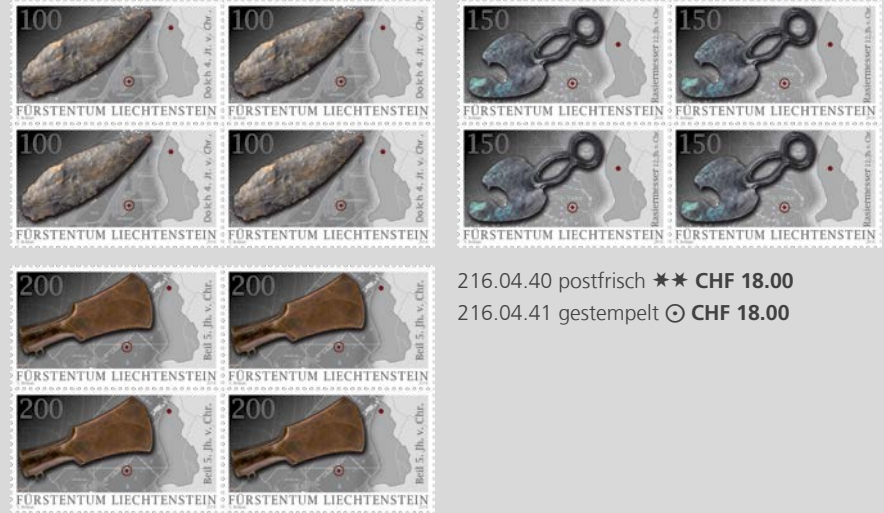 100
Dolch 4. Jt. v. Chr.
FÜRSTENTUM LIECHTENSTEIN
100
Dolch 4. Jt. v. Chr.
FÜRSTENTUM LIECHTENSTEIN
150
FÜRSTENTUM LIECHTENSTEIN
150
FÜRSTENTUM LIECHTENSTEIN
100
Dolch 4. Jt. v. Chr.
FÜRSTENTUM LIECHTENSTEIN
100
Dolch 4. Jt. v. Chr.
FÜRSTENTUM LIECHTENSTEIN
150
FÜRSTENTUM LIECHTENSTEIN
150
FÜRSTENTUM LIECHTENSTEIN
200
Beil 5. Jh. v. Chr.
FÜRSTENTUM LIECHTENSTEIN
200
Beil 5. Jh. v. Chr.
FÜRSTENTUM LIECHTENSTEIN
200
Beil 5. Jh. v. Chr.
FÜRSTENTUM LIECHTENSTEIN
200
Beil 5. Jh. v. Chr.
FÜRSTENTUM LIECHTENSTEIN
216.04.40 postfrisch ✶✶ CHF 18.00
216.04.41 gestempelt ⊙ CHF 18.00